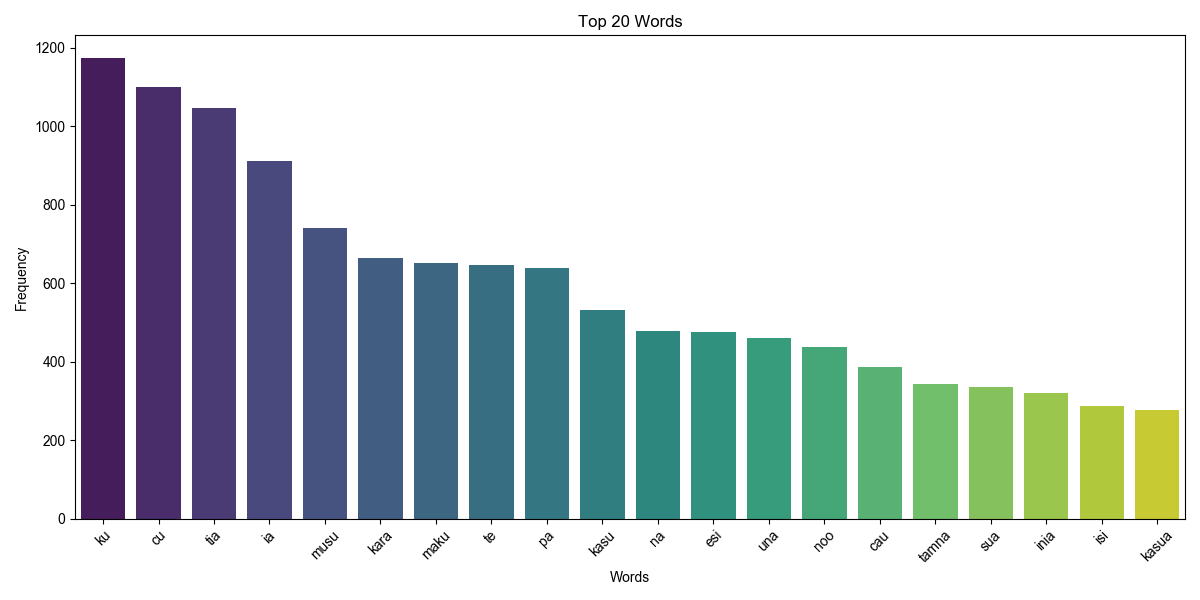 Top 20 Words
1200
1000
800
600
400
200
0
Frequency
ku cu tia ia musu kara maku te pa kasu na esi una noo cau tamna sua inia isi kasua
Words